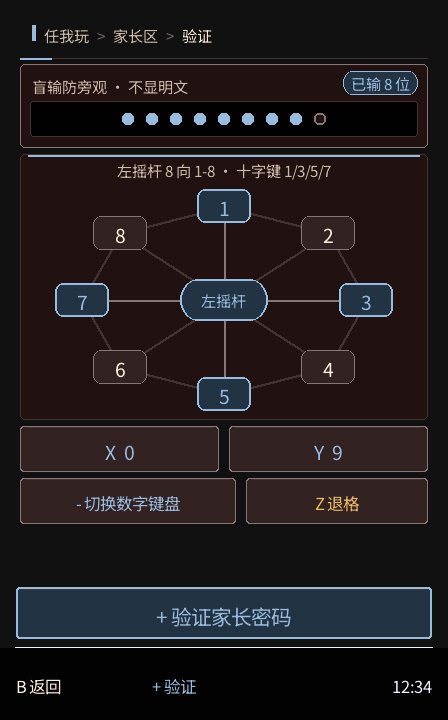 任我玩 > 家长区 > 验证
盲输防旁观 · 不显明文
已输 8 位
左摇杆 8 向 1-8 · 十字键 1/3/5/7
1
8
2
7
左摇杆
3
6
4
5
X 0
Y 9
- 切换数字键盘
Z 退格
+ 验证家长密码
B 返回
+ 验证
12:34